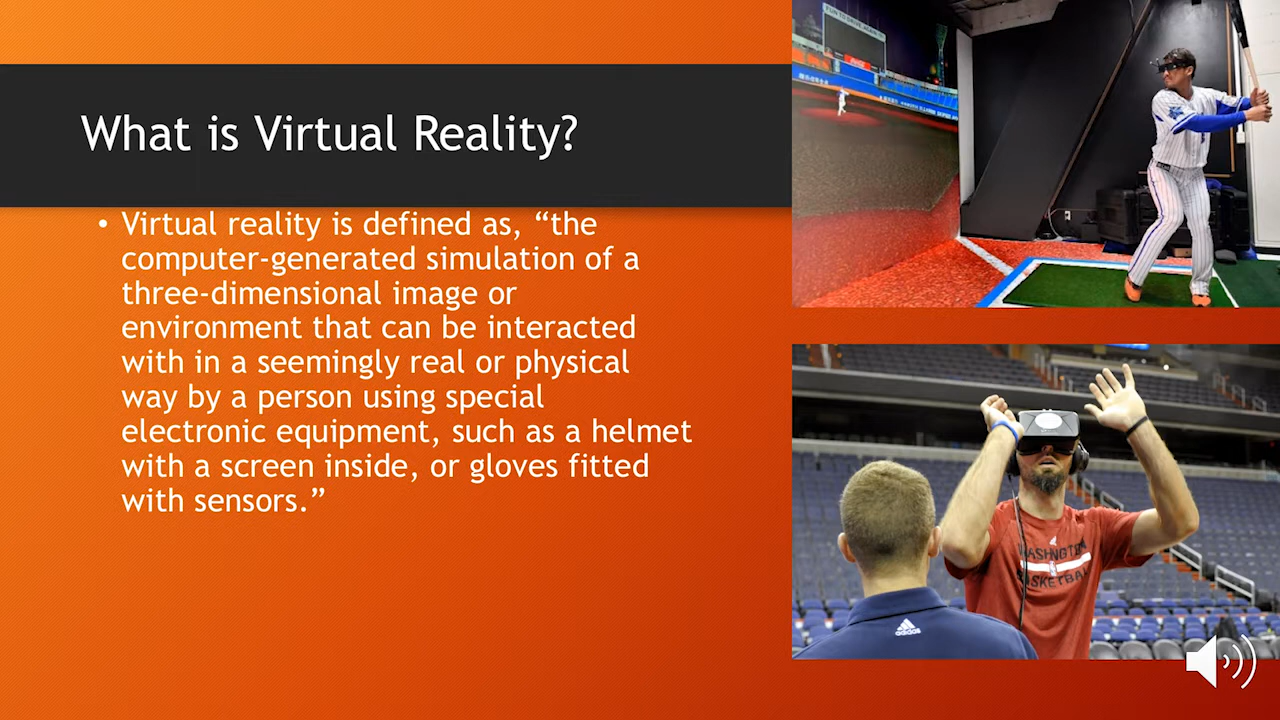 What is Virtual Reality?
• Virtual reality is defined as, “the
computer-generated simulation of a
three-dimensional image or
environment that can be interacted
with in a seemingly real or physical
way by a person using special
electronic equipment, such as a helmet
with a screen inside, or gloves fitted
with sensors.”
WASHINGTON
BASKETBALL
adidas